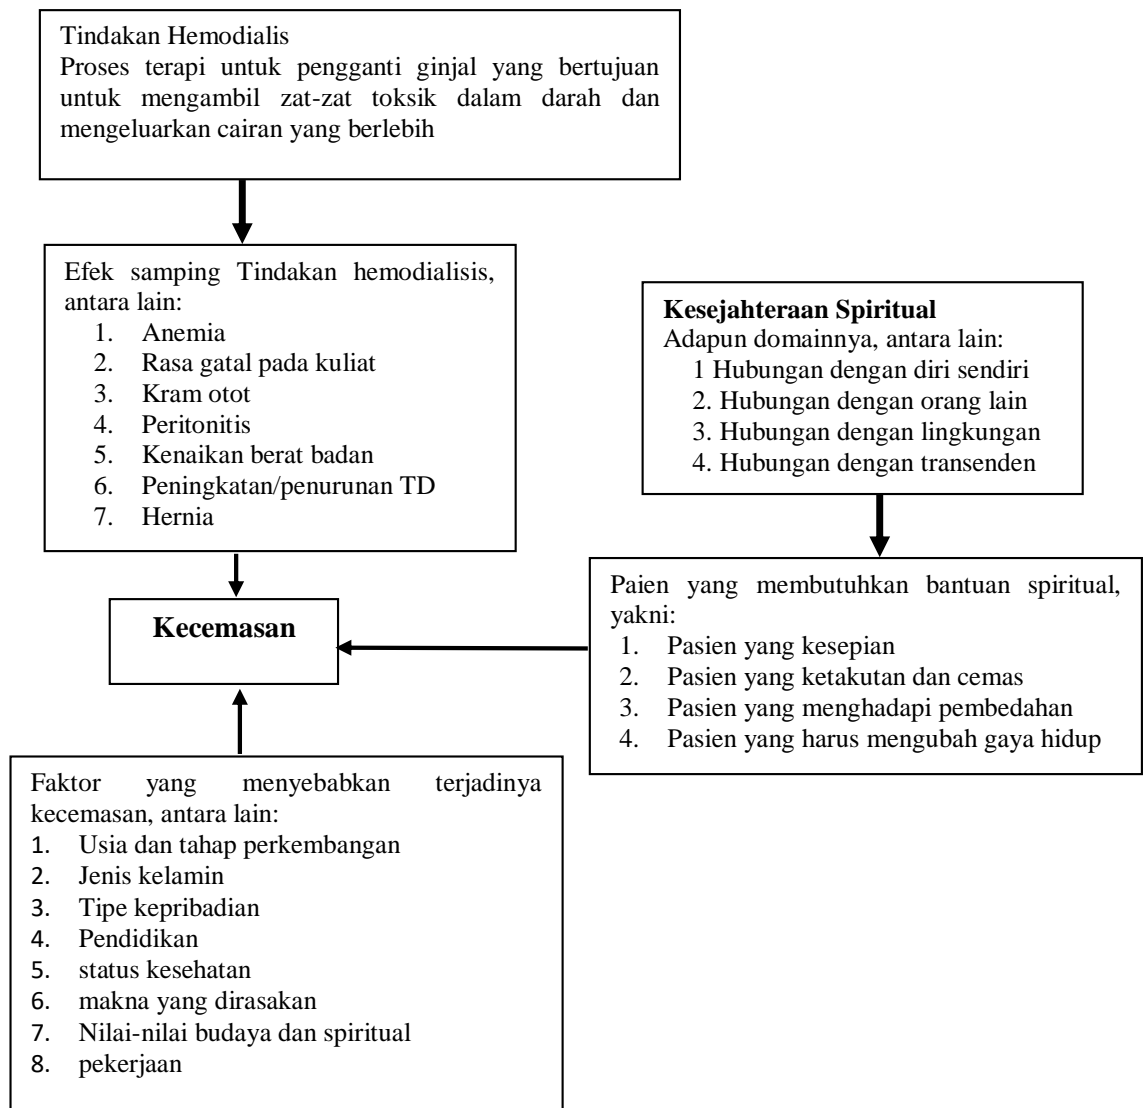 Tindakan Hemodialis
Proses terapi untuk pengganti ginjal yang bertujuan
untuk mengambil zat-zat toksik dalam darah dan
mengeluarkan cairan yang berlebih
Efek samping Tindakan hemodialisis,
antara lain:
1. Anemia
2. Rasa gatal pada kuliat
3. Kram otot
4. Peritonitis
5. Kenaikan berat badan
6. Peningkatan/penurunan TD
7. Hernia
Kesejahteraan Spiritual
Adapun domainnya, antara lain:
1 Hubungan dengan diri sendiri
2. Hubungan dengan orang lain
3. Hubungan dengan lingkungan
4. Hubungan dengan transenden
Kecemasan
Paien yang membutuhkan bantuan spiritual,
yakni:
1. Pasien yang kesepian
2. Pasien yang ketakutan dan cemas
3. Pasien yang menghadapi pembedahan
4. Pasien yang harus mengubah gaya hidup
Faktor yang menyebabkan terjadinya
kecemasan, antara lain:
1. Usia dan tahap perkembangan
2. Jenis kelamin
3. Tipe kepribadian
4. Pendidikan
5. status kesehatan
6. makna yang dirasakan
7. Nilai-nilai budaya dan spiritual
8. pekerjaan